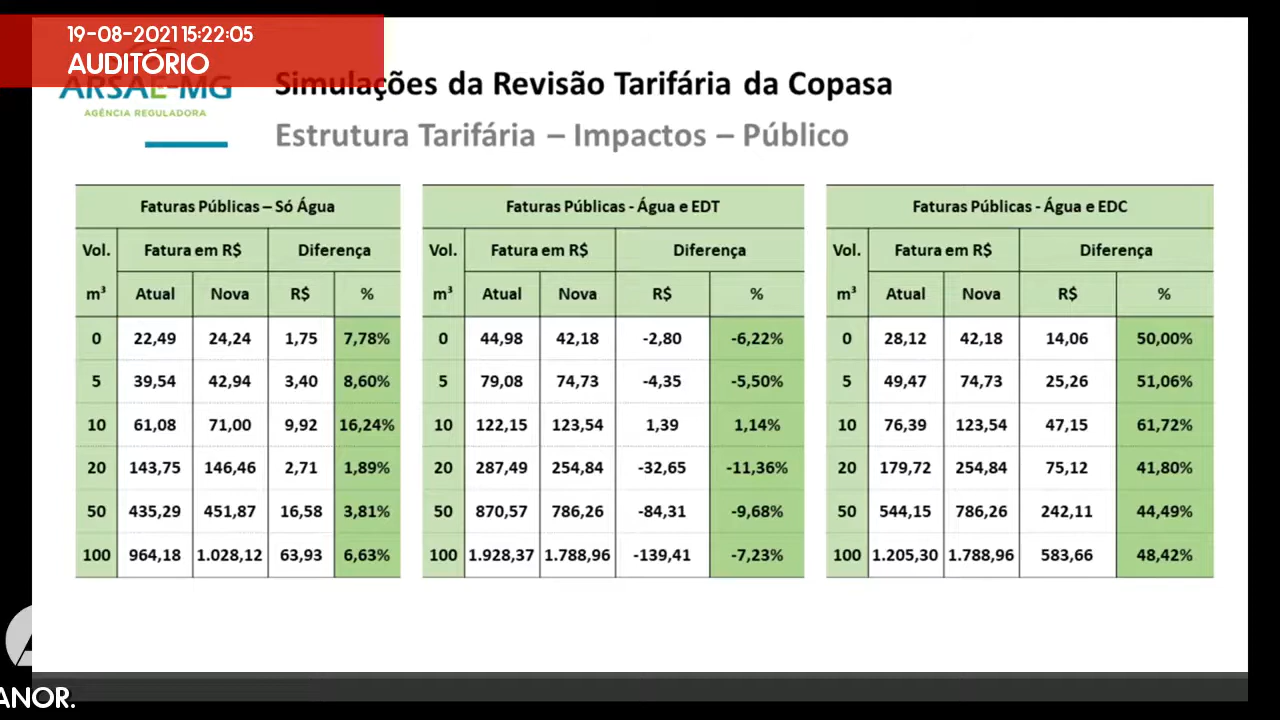 19-08-2021 15:22:05
AUDITÓRIO
ARSAE-MG
AGÊNCIA REGULADORA
Simulações da Revisão Tarifária da Copasa
Estrutura Tarifária – Impactos – Público
Faturas Públicas – Só Água
Vol. Fatura em R$ Diferença
m³ Atual Nova R$ %
0 22,49 24,24 1,75 7,78%
5 39,54 42,94 3,40 8,60%
10 61,08 71,00 9,92 16,24%
20 143,75 146,46 2,71 1,89%
50 435,29 451,87 16,58 3,81%
100 964,18 1.028,12 63,93 6,63%
Faturas Públicas - Água e EDT
Vol. Fatura em R$ Diferença
m³ Atual Nova R$ %
0 44,98 42,18 -2,80 -6,22%
5 79,08 74,73 -4,35 -5,50%
10 122,15 123,54 1,39 1,14%
20 287,49 254,84 -32,65 -11,36%
50 870,57 786,26 -84,31 -9,68%
100 1.928,37 1.788,96 -139,41 -7,23%
Faturas Públicas - Água e EDC
Vol. Fatura em R$ Diferença
m³ Atual Nova R$ %
0 28,12 42,18 14,06 50,00%
5 49,47 74,73 25,26 51,06%
10 76,39 123,54 47,15 61,72%
20 179,72 254,84 75,12 41,80%
50 544,15 786,26 242,11 44,49%
100 1.205,30 1.788,96 583,66 48,42%
ANOR.